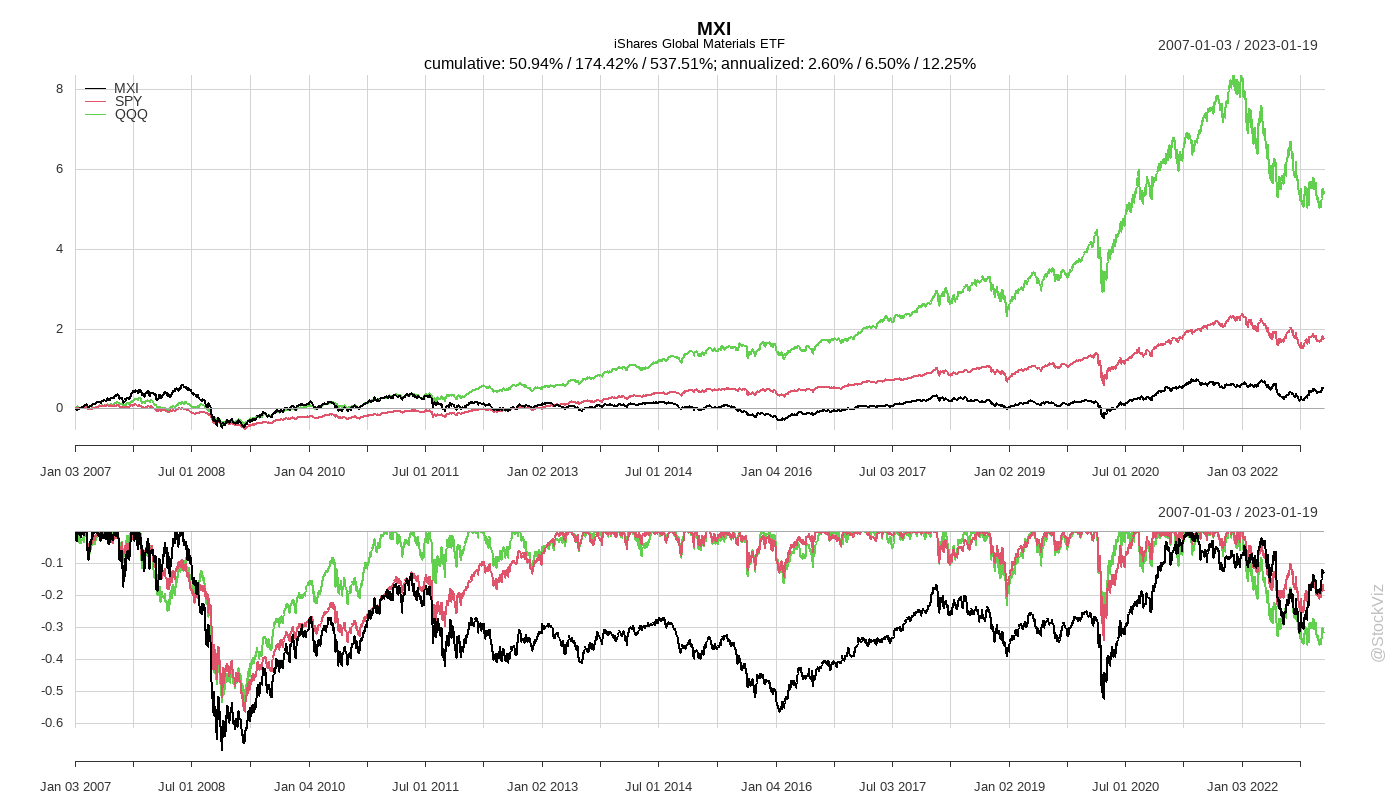 MXI
iShares Global Materials ETF
2007-01-03 / 2023-01-19
cumulative: 50.94% / 174.42% / 537.51%; annualized: 2.60% / 6.50% / 12.25%
MXI
SPY
QQQ
8
6
4
2
0
Jan 03 2007 Jul 01 2008 Jan 04 2010 Jul 01 2011 Jan 02 2013 Jul 01 2014 Jan 04 2016 Jul 03 2017 Jan 02 2019 Jul 01 2020 Jan 03 2022
2007-01-03 / 2023-01-19
-0.1
-0.2
-0.3
-0.4
-0.5
-0.6
Jan 03 2007 Jul 01 2008 Jan 04 2010 Jul 01 2011 Jan 02 2013 Jul 01 2014 Jan 04 2016 Jul 03 2017 Jan 02 2019 Jul 01 2020 Jan 03 2022
@StockViz